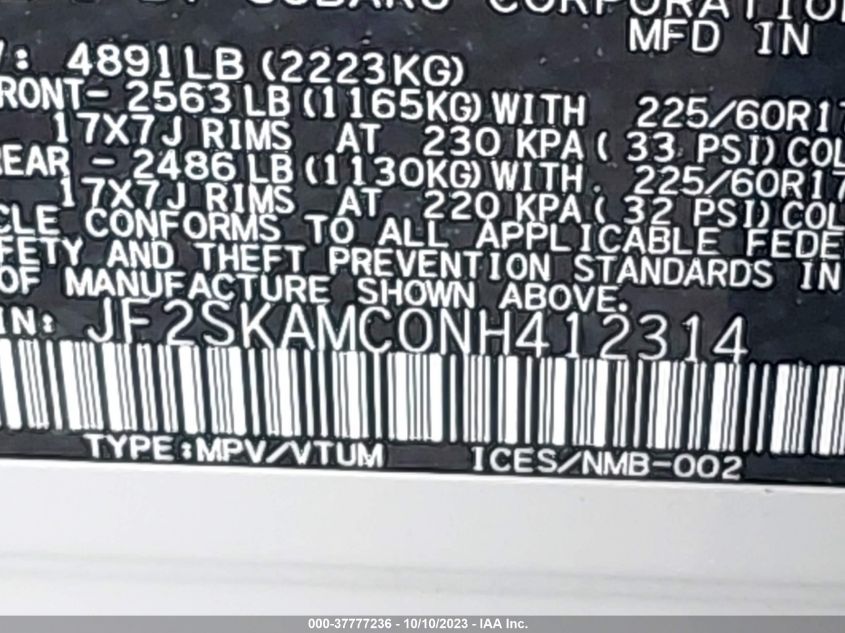 SUBARU CORPORATION
MFD IN
: 4891LB (2223KG)
RONT- 2563 LB (1165KG) WITH 225/60R17
17X7J RIMS AT 230 KPA ( 33 PSI) COL
EAR - 2486 LB (1130KG) WITH. 225/60R17
17X7J RIMS AT 220 KPA ( 32 PSI) COL
CLE CONFORMS TO ALL APPLICABLE FEDE
FETY AND THEFT PREVENTION STANDARDS IN
OF MANUFACTURE SHOWN ABOVE.
IN: JF2SKAMC0NH412314
TYPE:MPV/VTUM ICES/NMB-002
000-37777236 - 10/10/2023 - IAA Inc.